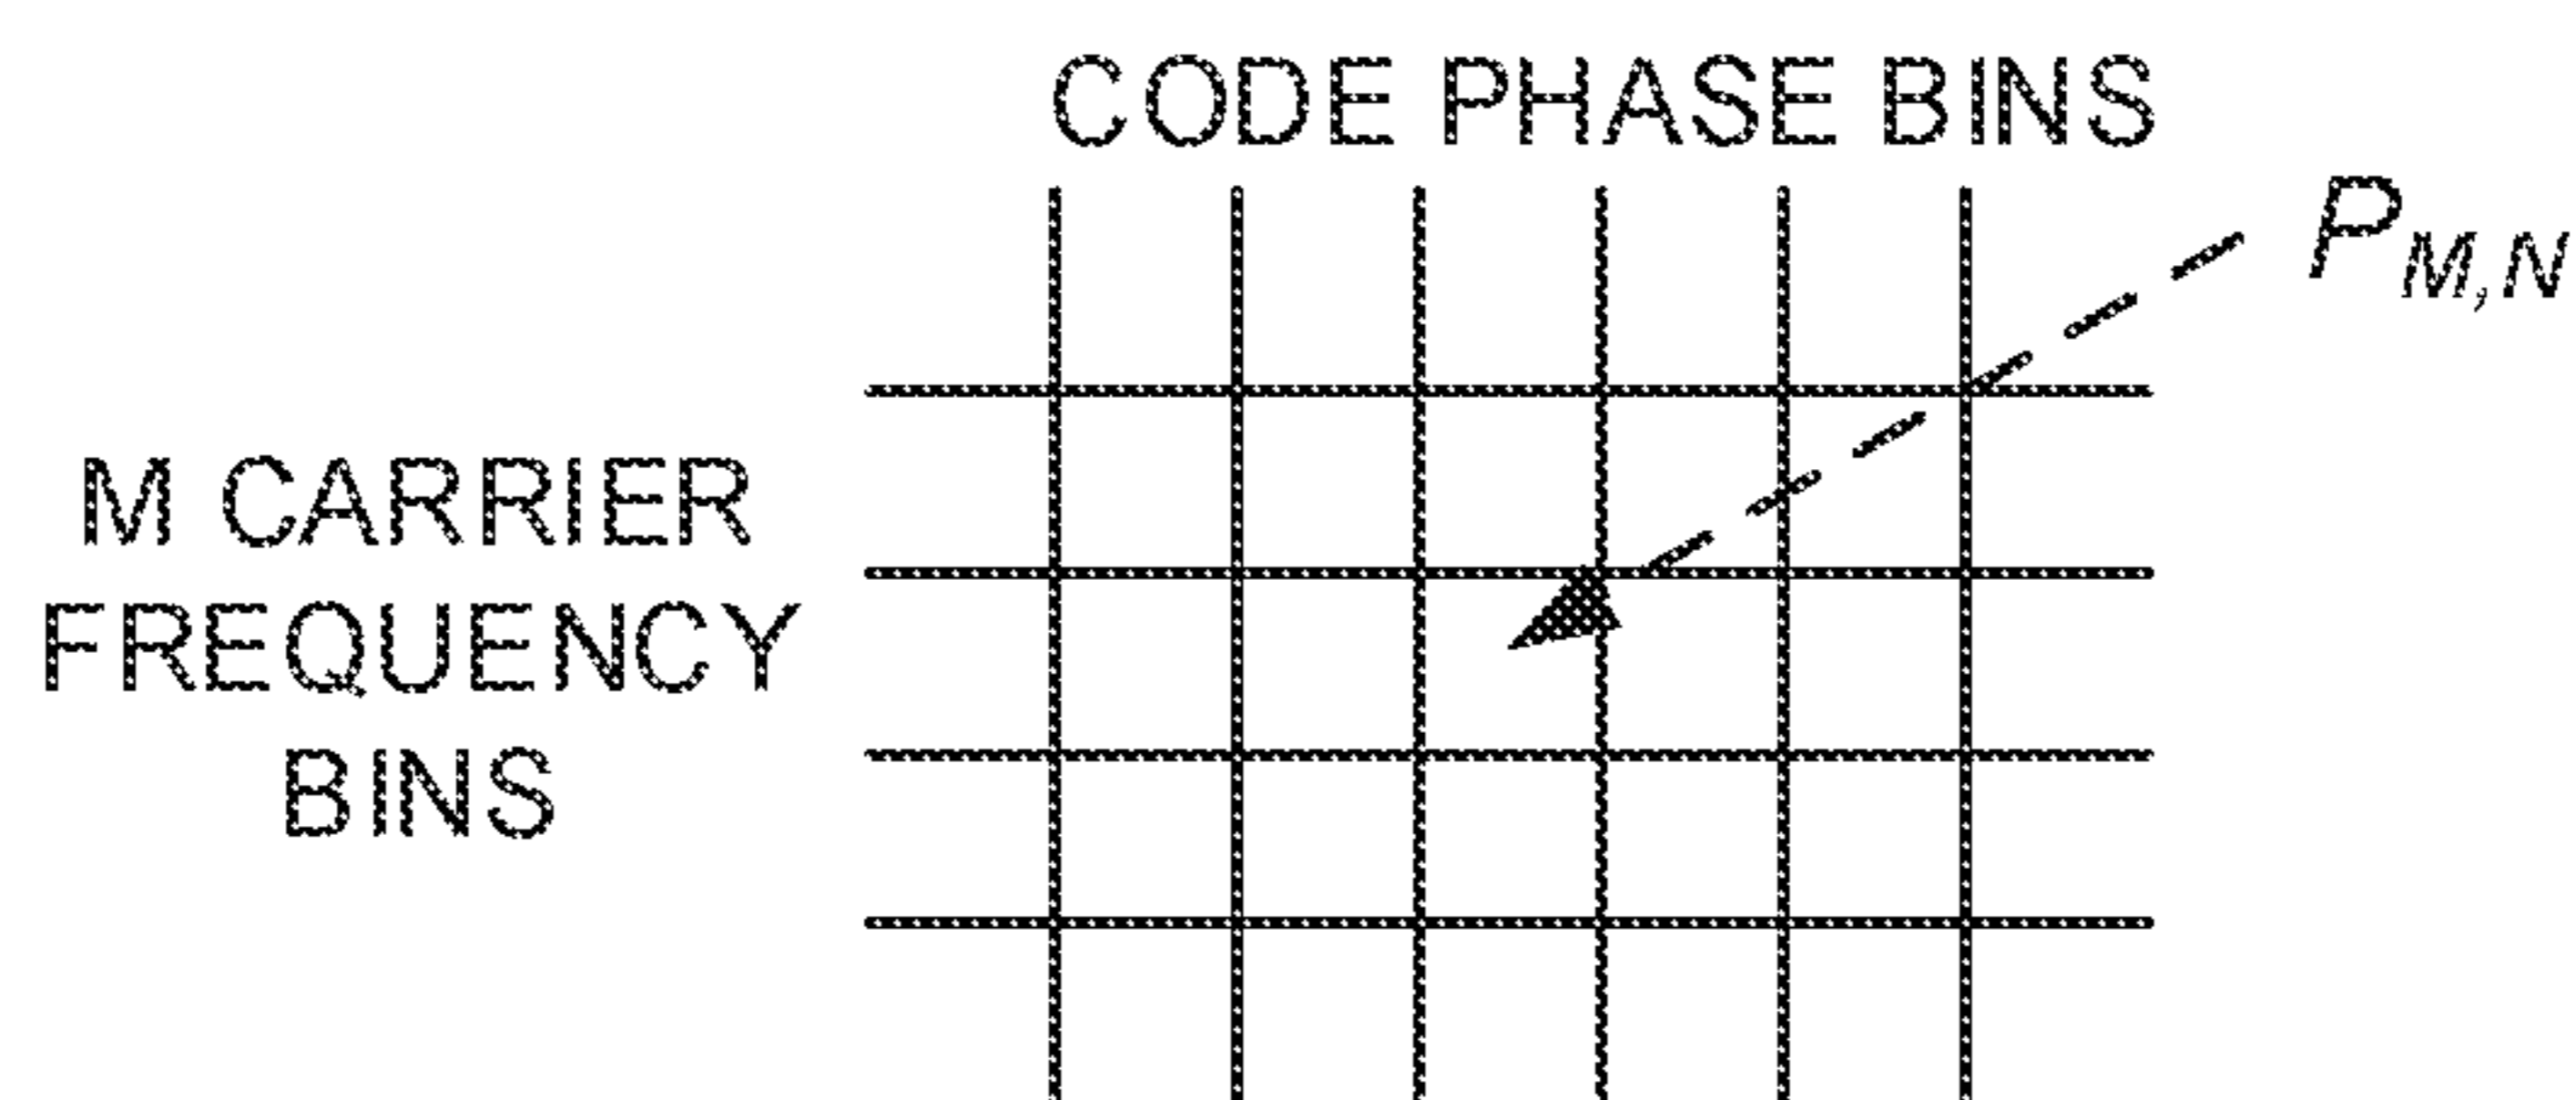 CODE PHASE BINS
P_{M,N}
M CARRIER
FREQUENCY
BINS